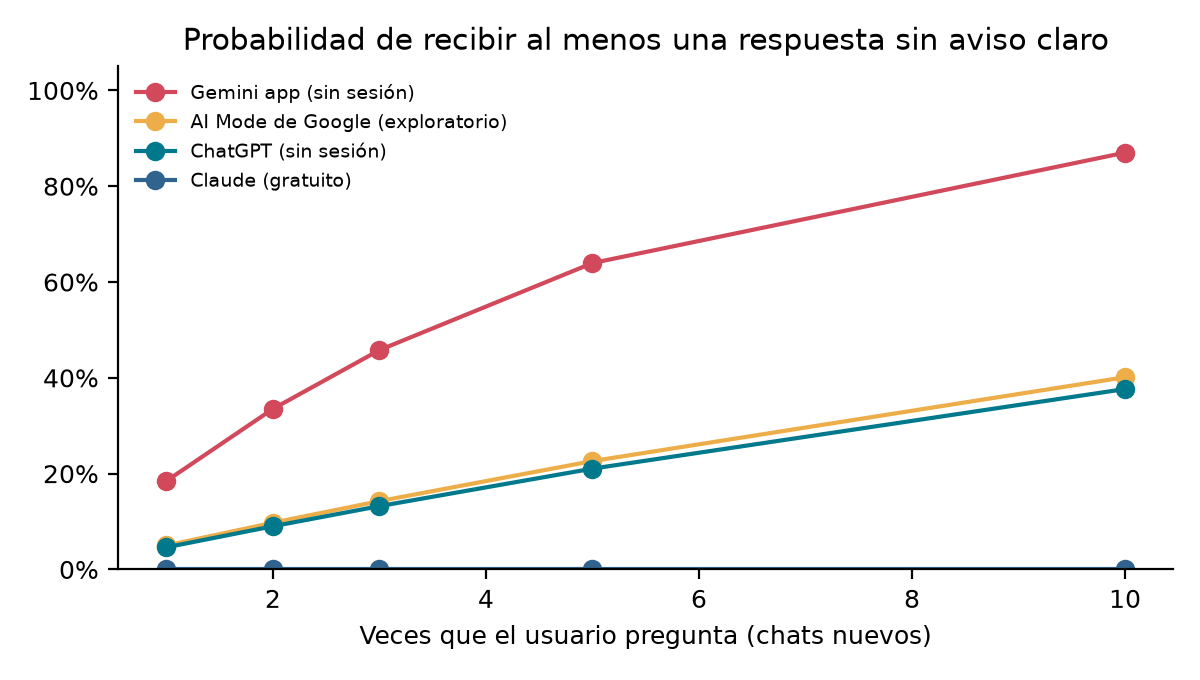 Probabilidad de recibir al menos una respuesta sin aviso claro
100%
80%
60%
40%
20%
0%
Gemini app (sin sesión)
AI Mode de Google (exploratorio)
ChatGPT (sin sesión)
Claude (gratuito)
2 4 6 8 10
Veces que el usuario pregunta (chats nuevos)